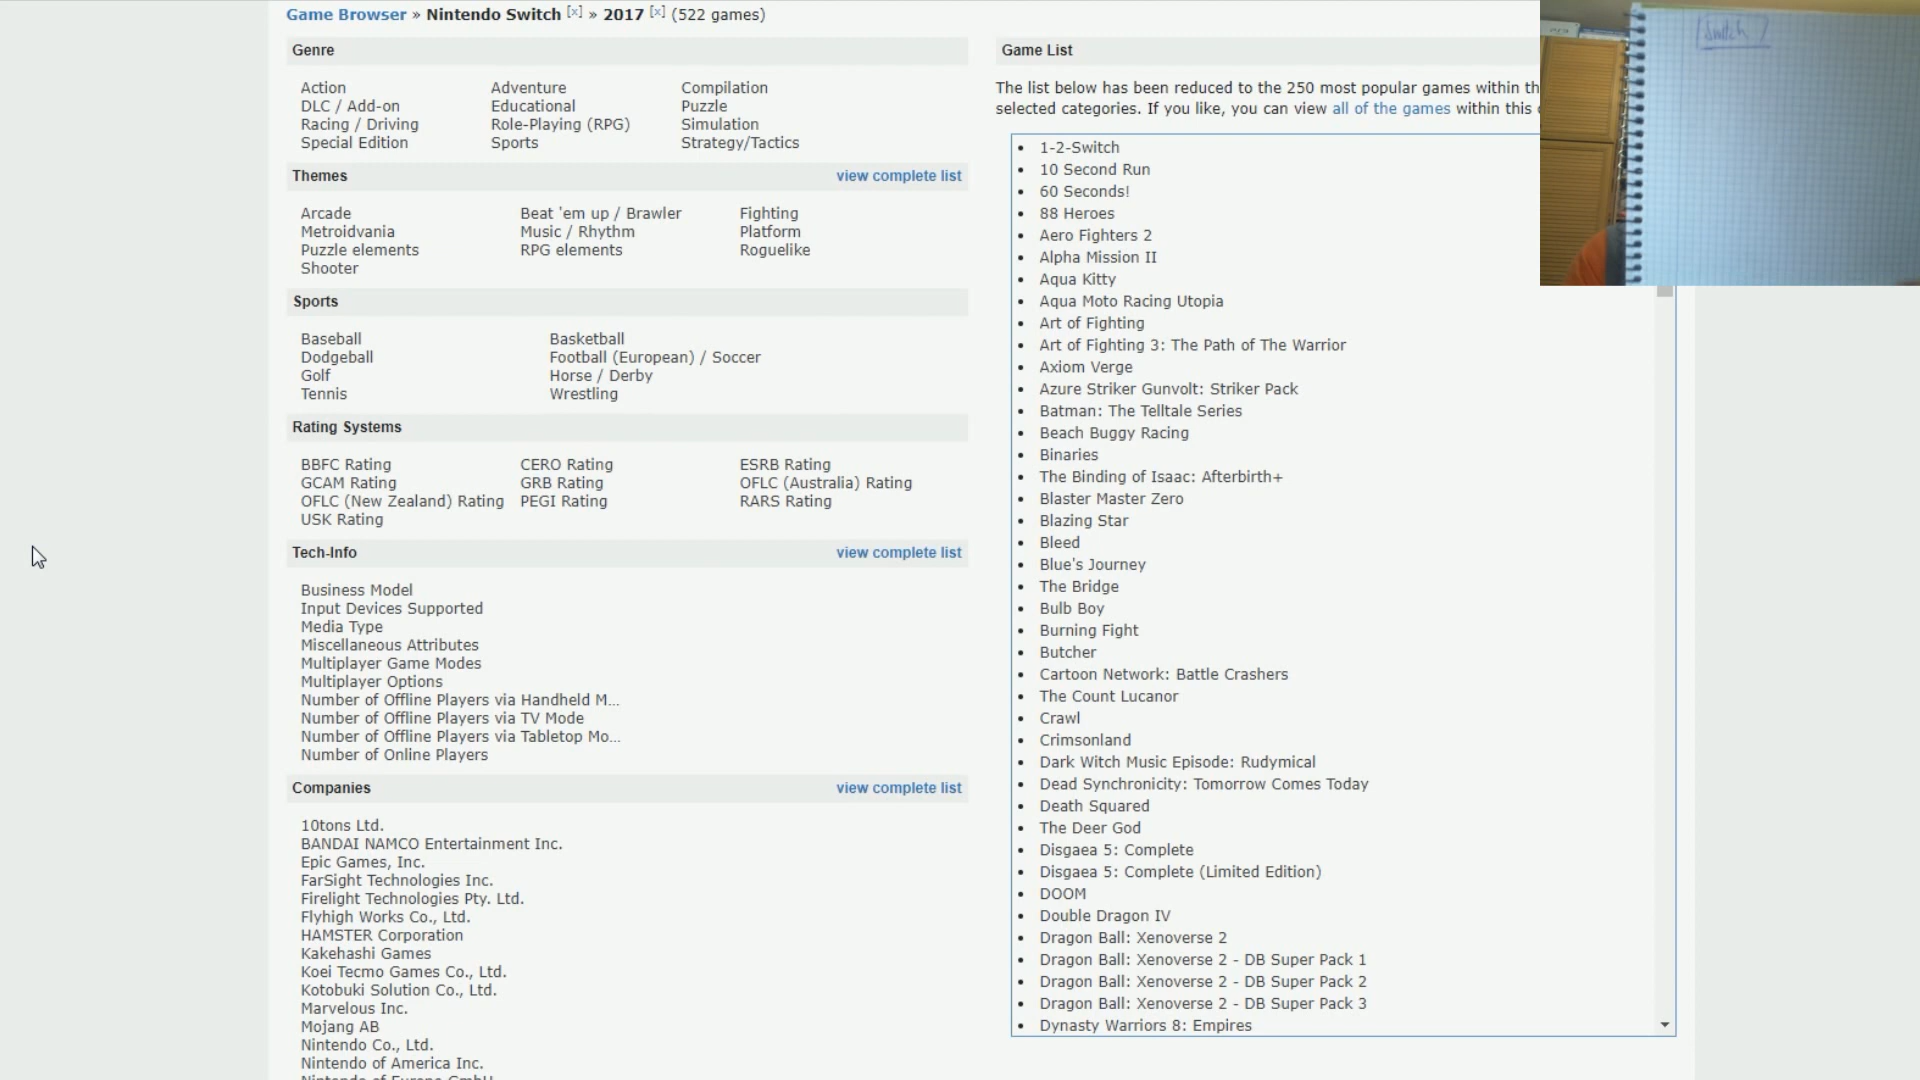 Game Browser » Nintendo Switch [x] » 2017 [x] (522 games)
Genre
Action Adventure Compilation
DLC / Add-on Educational Puzzle
Racing / Driving Role-Playing (RPG) Simulation
Special Edition Sports Strategy/Tactics
Themes view complete list
Arcade Beat 'em up / Brawler Fighting
Metroidvania Music / Rhythm Platform
Puzzle elements RPG elements Roguelike
Shooter
Sports
Baseball Basketball
Dodgeball Football (European) / Soccer
Golf Horse / Derby
Tennis Wrestling
Rating Systems
BBFC Rating CERO Rating ESRB Rating
GCAM Rating GRB Rating OFLC (Australia) Rating
OFLC (New Zealand) Rating PEGI Rating RARS Rating
USK Rating
Tech-Info view complete list
Business Model
Input Devices Supported
Media Type
Miscellaneous Attributes
Multiplayer Game Modes
Multiplayer Options
Number of Offline Players via Handheld M...
Number of Offline Players via TV Mode
Number of Offline Players via Tabletop Mo...
Number of Online Players
Companies view complete list
10tons Ltd.
BANDAI NAMCO Entertainment Inc.
Epic Games, Inc.
FarSight Technologies Inc.
Firelight Technologies Pty. Ltd.
Flyhigh Works Co., Ltd.
HAMSTER Corporation
Kakehashi Games
Koei Tecmo Games Co., Ltd.
Kotobuki Solution Co., Ltd.
Marvelous Inc.
Mojang AB
Nintendo Co., Ltd.
Nintendo of America Inc.
Nintendo of Europe GmbH
Game List
The list below has been reduced to the 250 most popular games within th
selected categories. If you like, you can view all of the games within this
1-2-Switch
10 Second Run
60 Seconds!
88 Heroes
Aero Fighters 2
Alpha Mission II
Aqua Kitty
Aqua Moto Racing Utopia
Art of Fighting
Art of Fighting 3: The Path of The Warrior
Axiom Verge
Azure Striker Gunvolt: Striker Pack
Batman: The Telltale Series
Beach Buggy Racing
Binaries
The Binding of Isaac: Afterbirth+
Blaster Master Zero
Blazing Star
Bleed
Blue's Journey
The Bridge
Bulb Boy
Burning Fight
Butcher
Cartoon Network: Battle Crashers
The Count Lucanor
Crawl
Crimsonland
Dark Witch Music Episode: Rudymical
Dead Synchronicity: Tomorrow Comes Today
Death Squared
The Deer God
Disgaea 5: Complete
Disgaea 5: Complete (Limited Edition)
DOOM
Double Dragon IV
Dragon Ball: Xenoverse 2
Dragon Ball: Xenoverse 2 - DB Super Pack 1
Dragon Ball: Xenoverse 2 - DB Super Pack 2
Dragon Ball: Xenoverse 2 - DB Super Pack 3
Dynasty Warriors 8: Empires
Switch